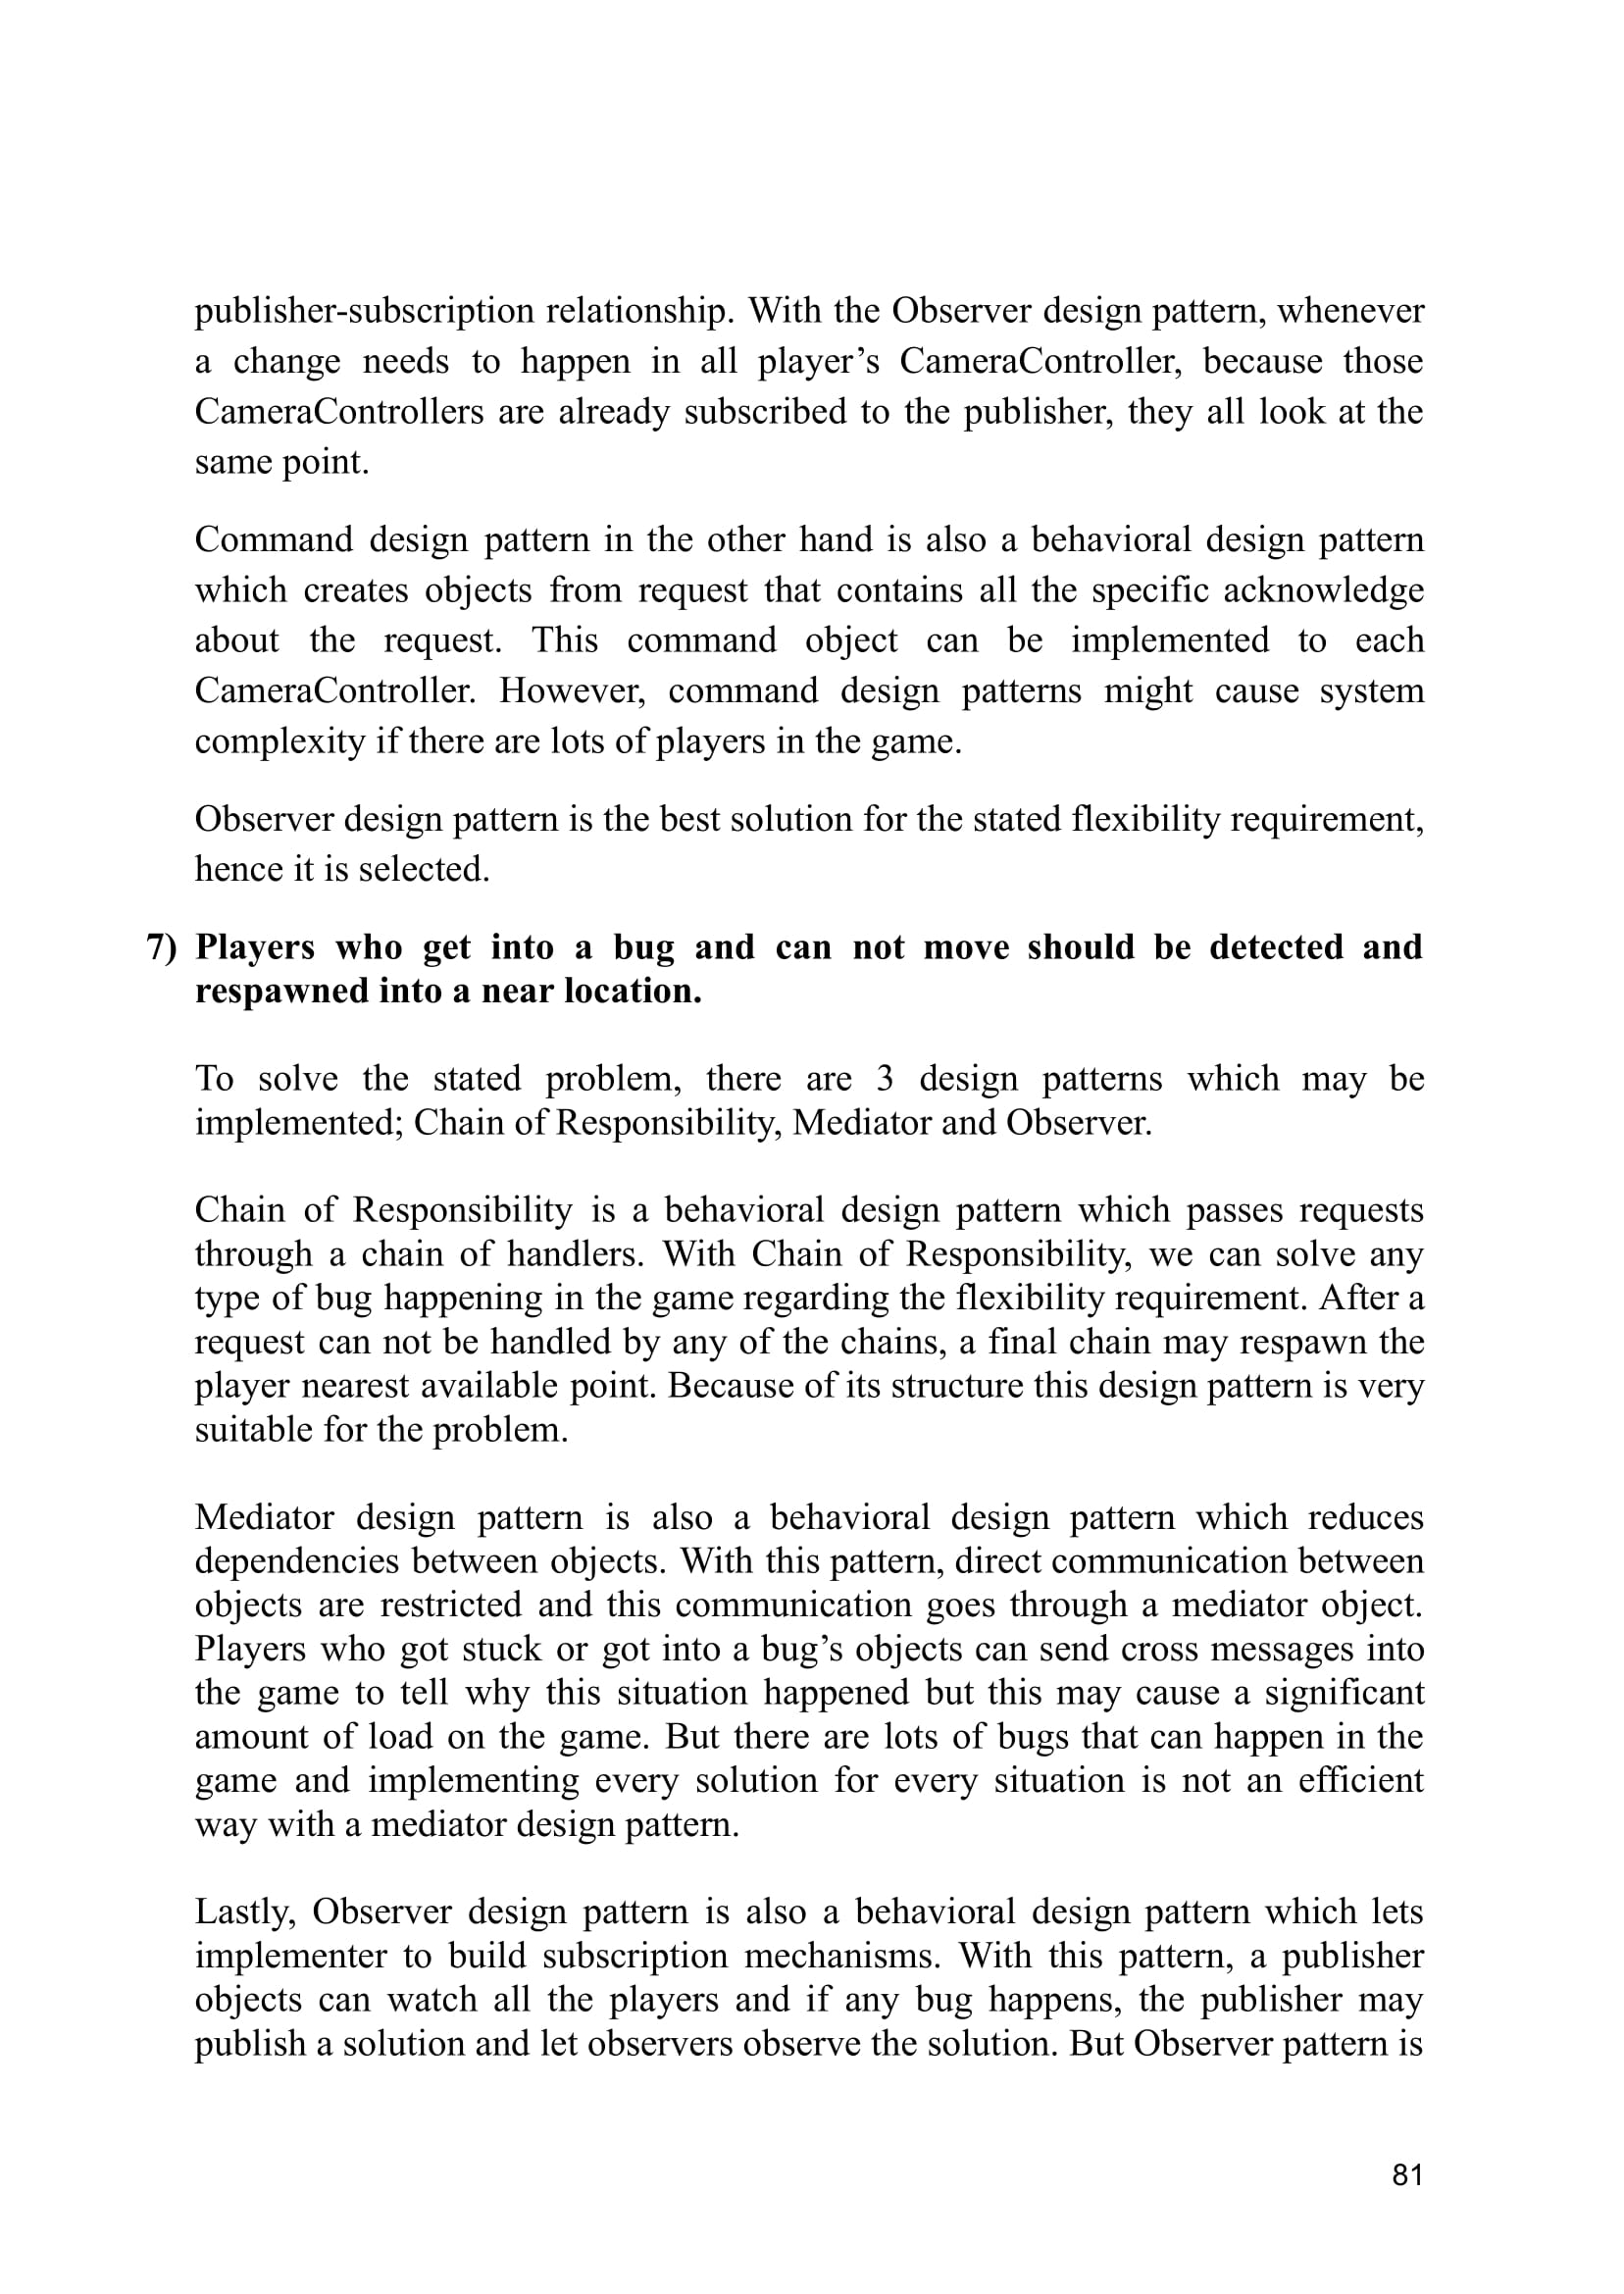 publisher-subscription relationship. With the Observer design pattern, whenever
a change needs to happen in all player’s CameraController, because those
CameraControllers are already subscribed to the publisher, they all look at the
same point.
Command design pattern in the other hand is also a behavioral design pattern
which creates objects from request that contains all the specific acknowledge
about the request. This command object can be implemented to each
CameraController. However, command design patterns might cause system
complexity if there are lots of players in the game.
Observer design pattern is the best solution for the stated flexibility requirement,
hence it is selected.
7) Players who get into a bug and can not move should be detected and
respawned into a near location.
To solve the stated problem, there are 3 design patterns which may be
implemented; Chain of Responsibility, Mediator and Observer.
Chain of Responsibility is a behavioral design pattern which passes requests
through a chain of handlers. With Chain of Responsibility, we can solve any
type of bug happening in the game regarding the flexibility requirement. After a
request can not be handled by any of the chains, a final chain may respawn the
player nearest available point. Because of its structure this design pattern is very
suitable for the problem.
Mediator design pattern is also a behavioral design pattern which reduces
dependencies between objects. With this pattern, direct communication between
objects are restricted and this communication goes through a mediator object.
Players who got stuck or got into a bug’s objects can send cross messages into
the game to tell why this situation happened but this may cause a significant
amount of load on the game. But there are lots of bugs that can happen in the
game and implementing every solution for every situation is not an efficient
way with a mediator design pattern.
Lastly, Observer design pattern is also a behavioral design pattern which lets
implementer to build subscription mechanisms. With this pattern, a publisher
objects can watch all the players and if any bug happens, the publisher may
publish a solution and let observers observe the solution. But Observer pattern is
81